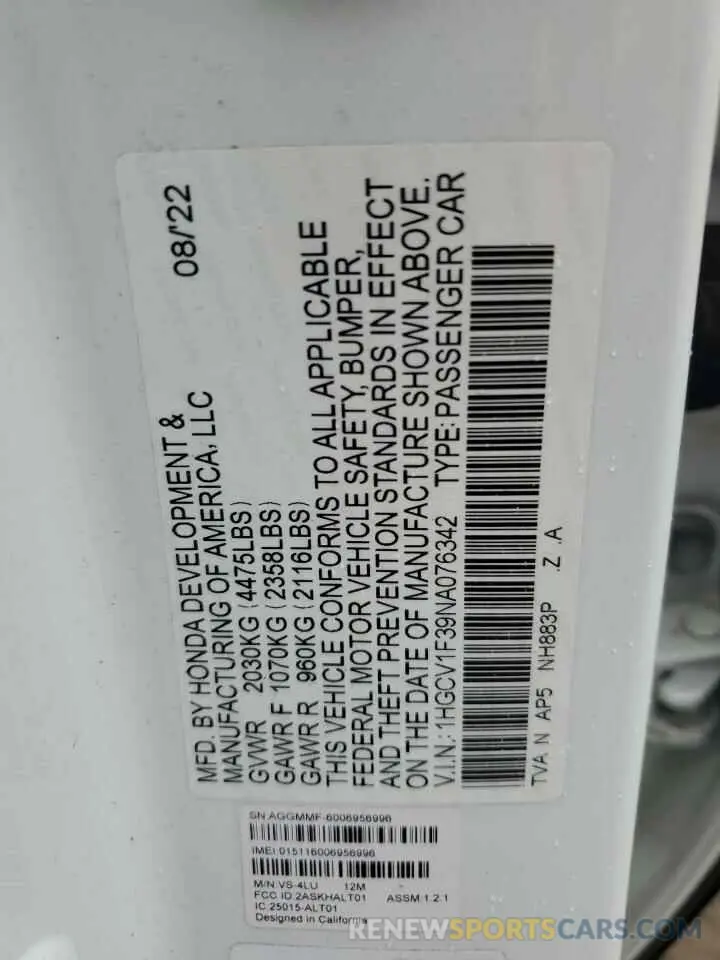 MFD. BY HONDA DEVELOPMENT & 08/'22
MANUFACTURING OF AMERICA, LLC
GVWR 2030KG (4475LBS)
GAWR F 1070KG (2358LBS)
GAWR R 960KG (2116LBS)
THIS VEHICLE CONFORMS TO ALL APPLICABLE
FEDERAL MOTOR VEHICLE SAFETY, BUMPER,
AND THEFT PREVENTION STANDARDS IN EFFECT
ON THE DATE OF MANUFACTURE SHOWN ABOVE.
V.I.N.: 1HGCV1F39NA076342 TYPE: PASSENGER CAR
TVA N AP5 NH883P .Z .A
SN:AGGMMF-6006956996
IMEI:015116006956996
M/N:VS-4LU 12M -
FCC ID:2ASKHALT01 ASSM 1.2.1
IC:25015-ALT01
Designed in California
RENEWSPORTSCARS.COM